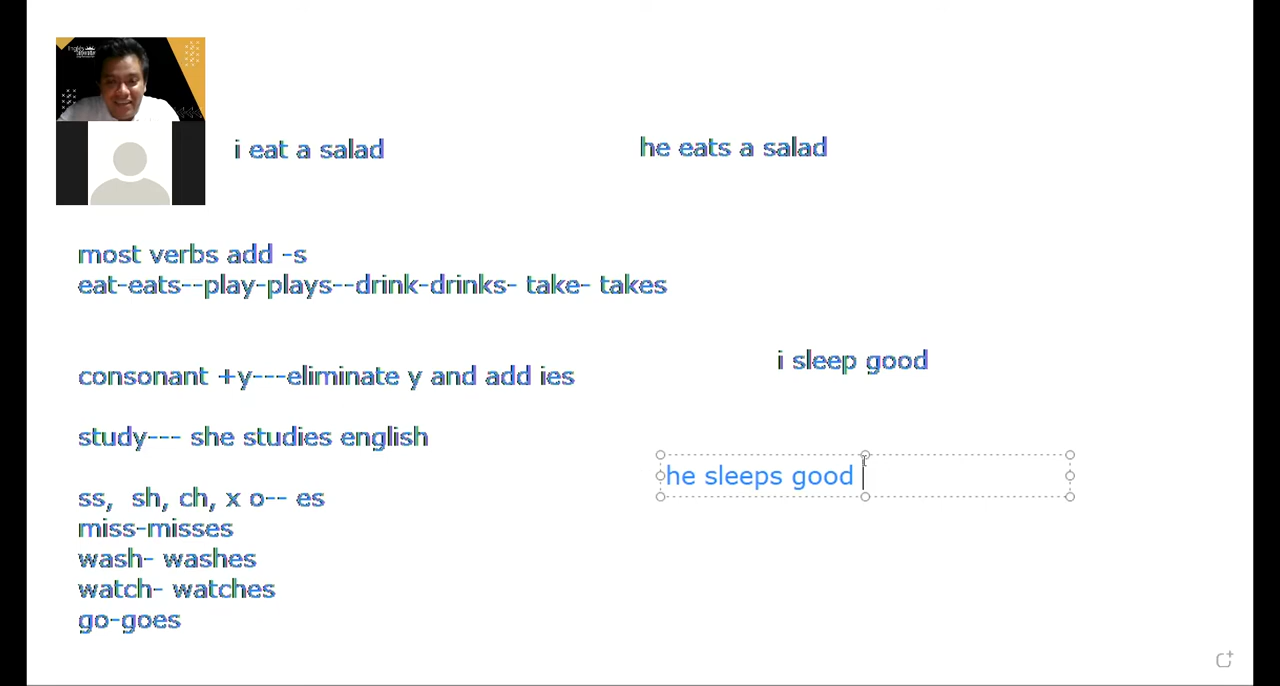 i eat a salad
he eats a salad
most verbs add -s
eat-eats--play-plays--drink-drinks- take- takes
i sleep good
consonant +y---eliminate y and add ies
study--- she studies english
he sleeps good
ss, sh, ch, x o-- es
miss-misses
wash- washes
watch- watches
go-goes